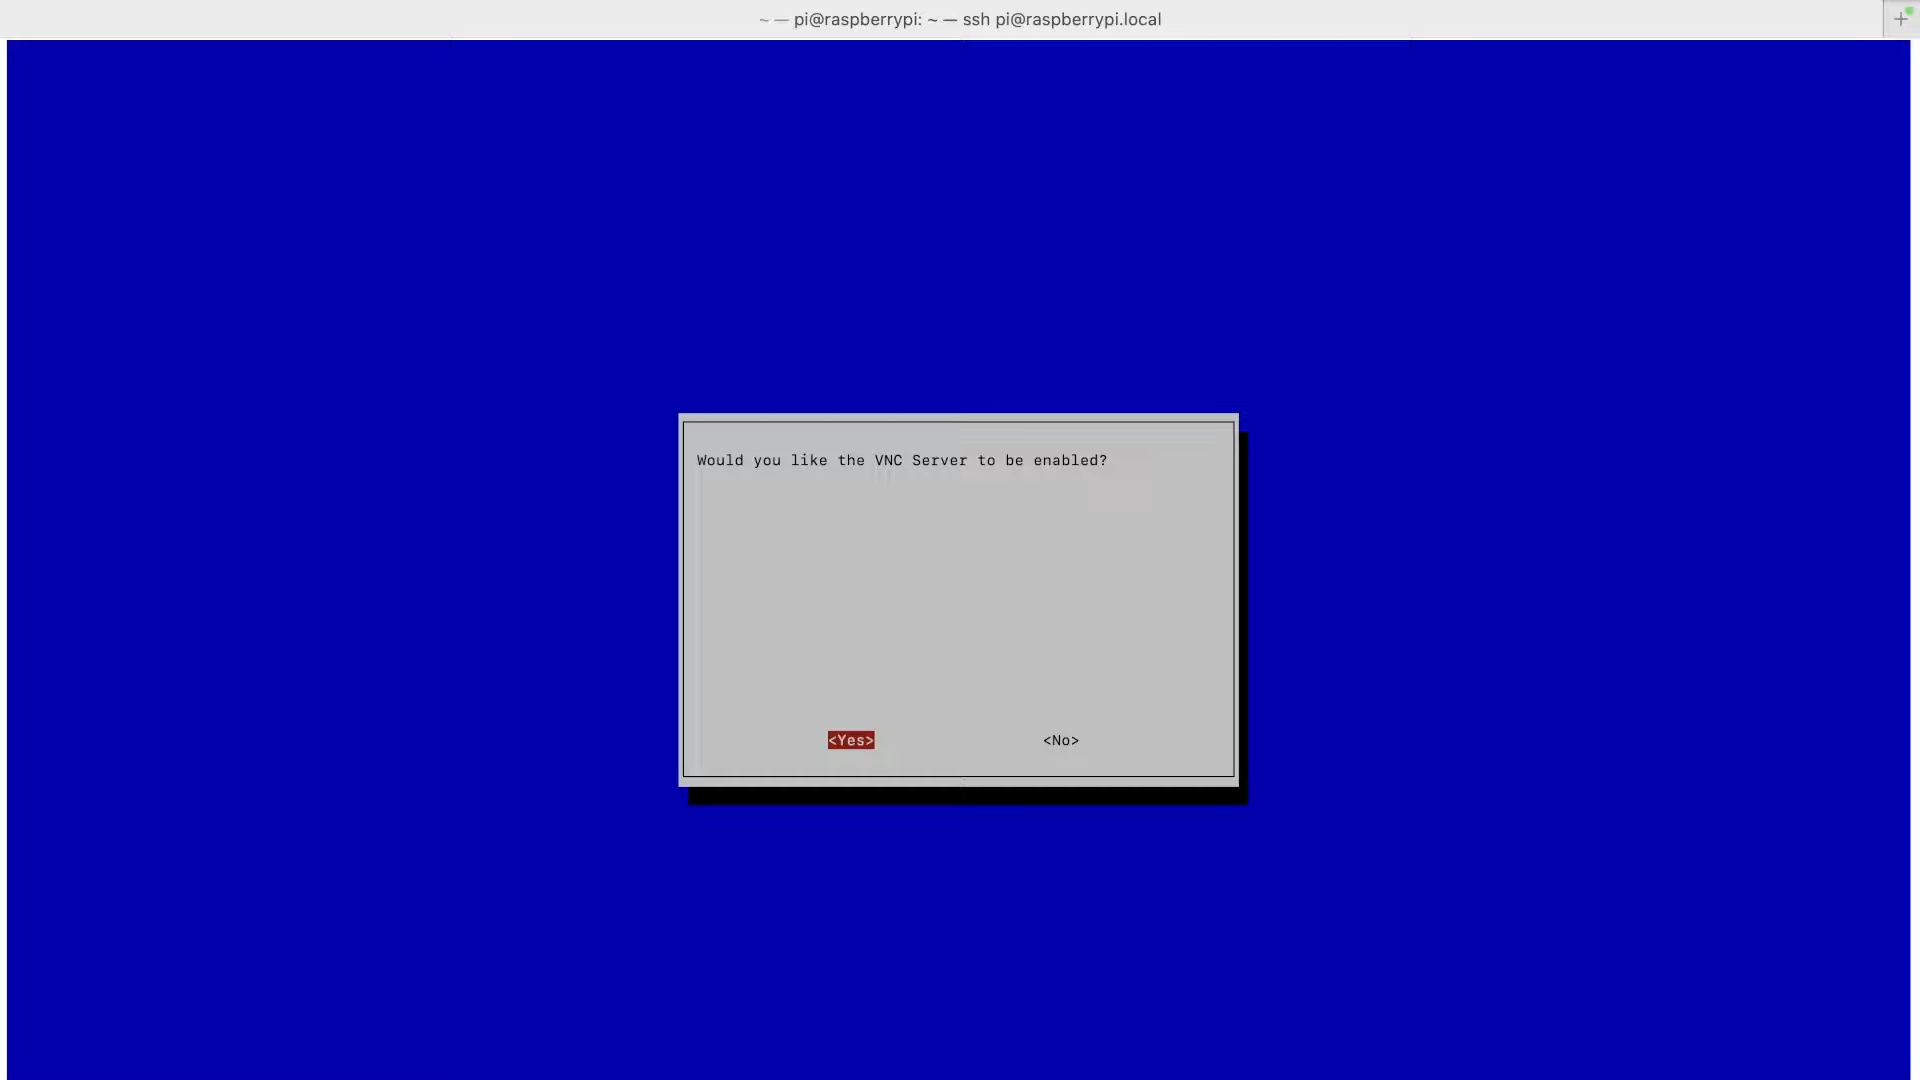 ~ — pi@raspberrypi: ~ — ssh pi@raspberrypi.local
Would you like the VNC Server to be enabled?
<Yes> <No>